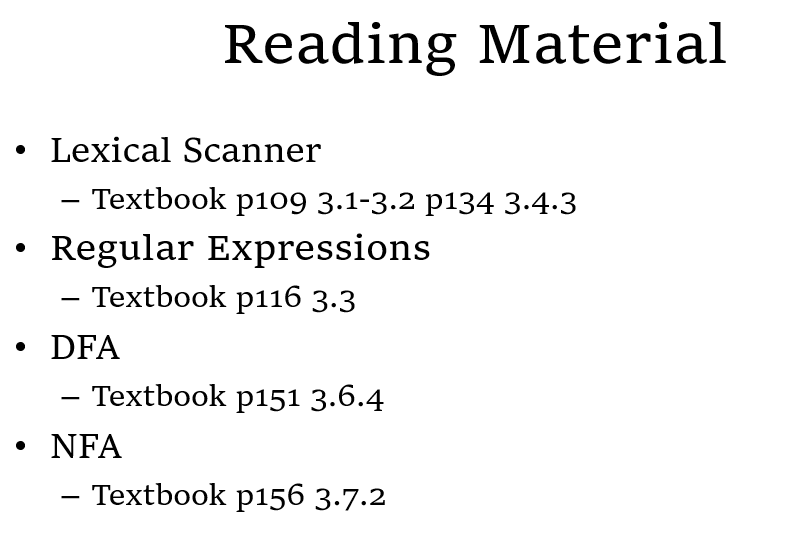 Reading Material
• Lexical Scanner
– Textbook p109 3.1-3.2 p134 3.4.3
• Regular Expressions
– Textbook p116 3.3
• DFA
– Textbook p151 3.6.4
• NFA
– Textbook p156 3.7.2